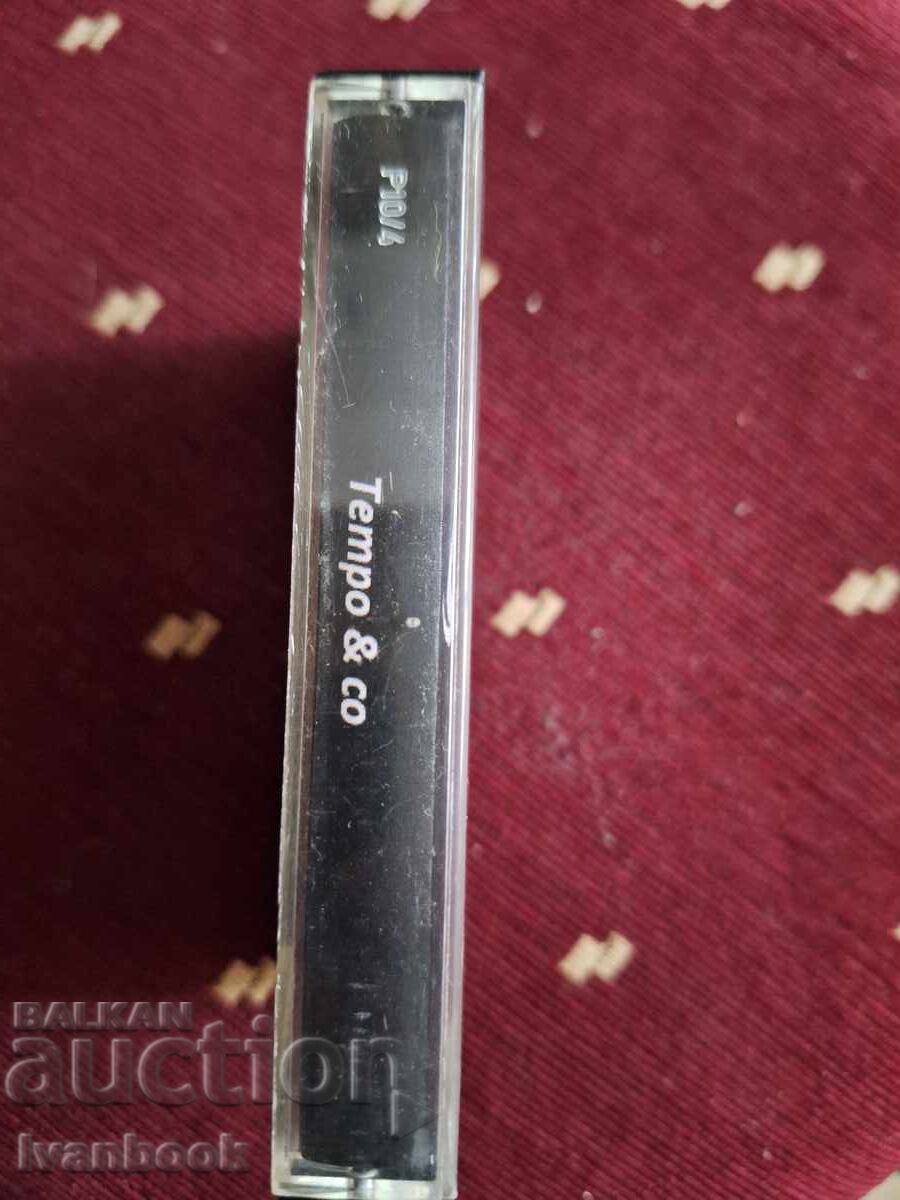 P10/4
Tempo & co
BALKAN
auction
Ivanbook